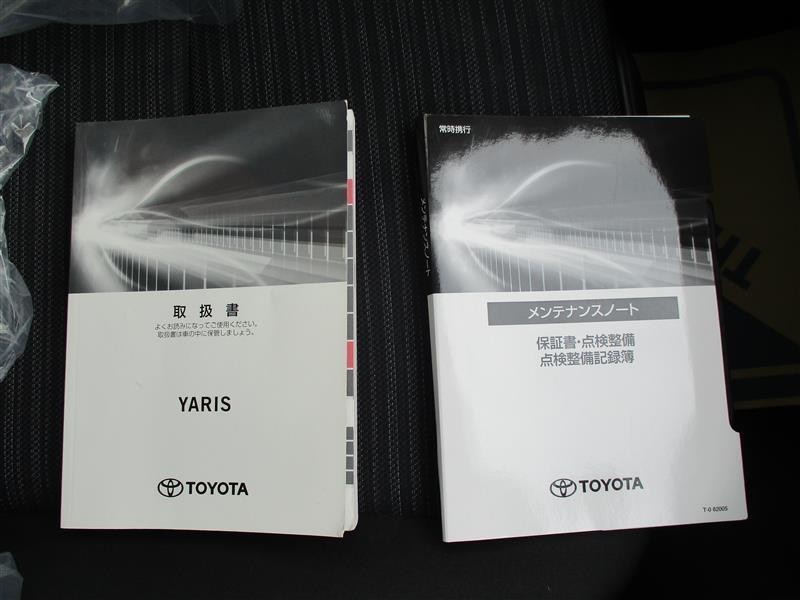 取扱書
よくお読みになってご使用ください。
取扱書は車の中に保管しましょう。
YARIS
TOYOTA
常時携行
メンテナンスノート
メンテナンスノート
保証書・点検整備
点検整備記録簿
TOYOTA
T-0 62005